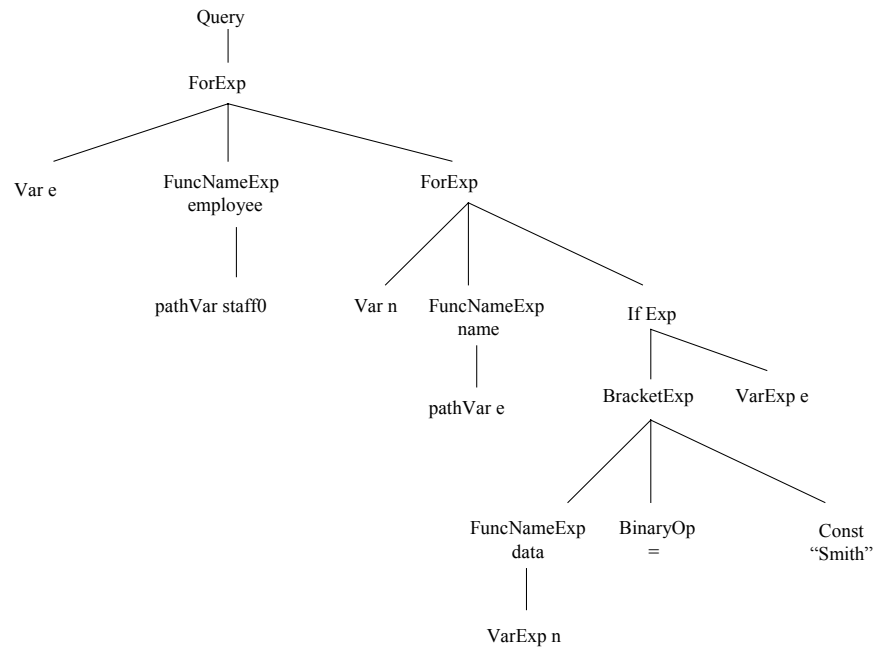 Query
ForExp
Var e
FuncNameExp
employee
ForExp
pathVar staff0
Var n
FuncNameExp
name
If Exp
pathVar e
BracketExp
VarExp e
FuncNameExp
data
BinaryOp
=
Const
“Smith”
VarExp n